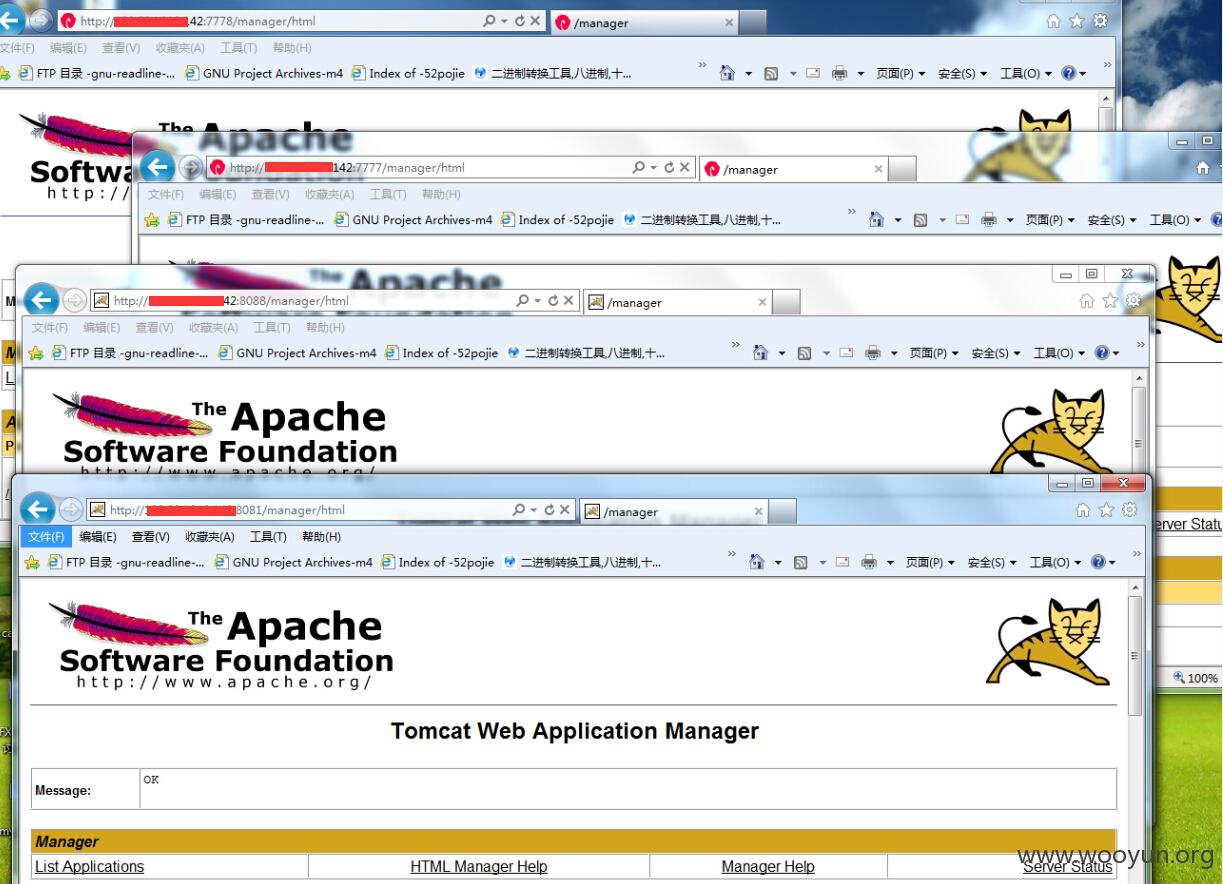 http:// .42:7778/manager/html
/manager
文件(F) 编辑(E) 查看(V) 收藏夹(A) 工具(T) 帮助(H)
FTP 目录 -gnu-readline-... GNU Project Archives-m4 Index of -52pojie 二进制转换工具,八进制,十... 页面(P) 安全(S) 工具(O)
The Apache
Softwa
http://
http:// 142:7777/manager/html
/manager
文件(F) 编辑(E) 查看(V) 收藏夹(A) 工具(T) 帮助(H)
FTP 目录 -gnu-readline-... GNU Project Archives-m4 Index of -52pojie 二进制转换工具,八进制,十... 页面(P) 安全(S) 工具(O)
http:// 42:8088/manager/html
/manager
文件(F) 编辑(E) 查看(V) 收藏夹(A) 工具(T) 帮助(H)
FTP 目录 -gnu-readline-... GNU Project Archives-m4 Index of -52pojie 二进制转换工具,八进制,十... 页面(P) 安全(S) 工具(O)
The Apache
Software Foundation
http://www.apache.org/
http:// 8081/manager/html
/manager
文件(F) 编辑(E) 查看(V) 收藏夹(A) 工具(T) 帮助(H)
FTP 目录 -gnu-readline-... GNU Project Archives-m4 Index of -52pojie 二进制转换工具,八进制,十... 页面(P) 安全(S) 工具(O)
The Apache
Software Foundation
http://www.apache.org/
Tomcat Web Application Manager
Message: OK
Manager
List Applications HTML Manager Help Manager Help Server Status
erver Statu
100%
www.wooyun.org